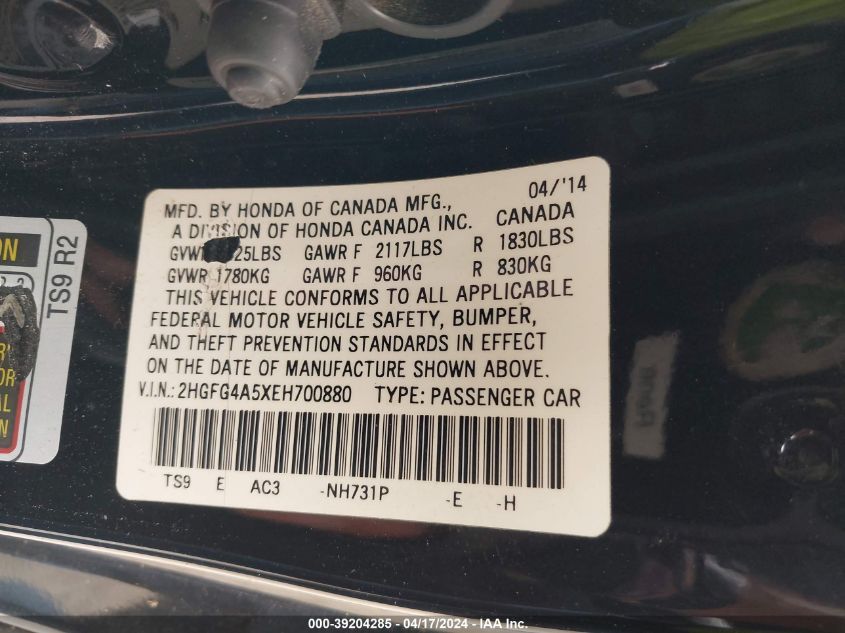 MFD. BY HONDA OF CANADA MFG., 04/'14
A DIVISION OF HONDA CANADA INC. CANADA
25LBS GAWR F 2117LBS R 1830LBS
GVWR 1780KG GAWR F 960KG R 830KG
THIS VEHICLE CONFORMS TO ALL APPLICABLE
FEDERAL MOTOR VEHICLE SAFETY, BUMPER,
AND THEFT PREVENTION STANDARDS IN EFFECT
ON THE DATE OF MANUFACTURE SHOWN ABOVE.
V.I.N.: 2HGFG4A5XEH700880 TYPE: PASSENGER CAR
TS9 E AC3 -NH731P -E -H
TS9 R2
000-39204285 - 04/17/2024 - IAA Inc.